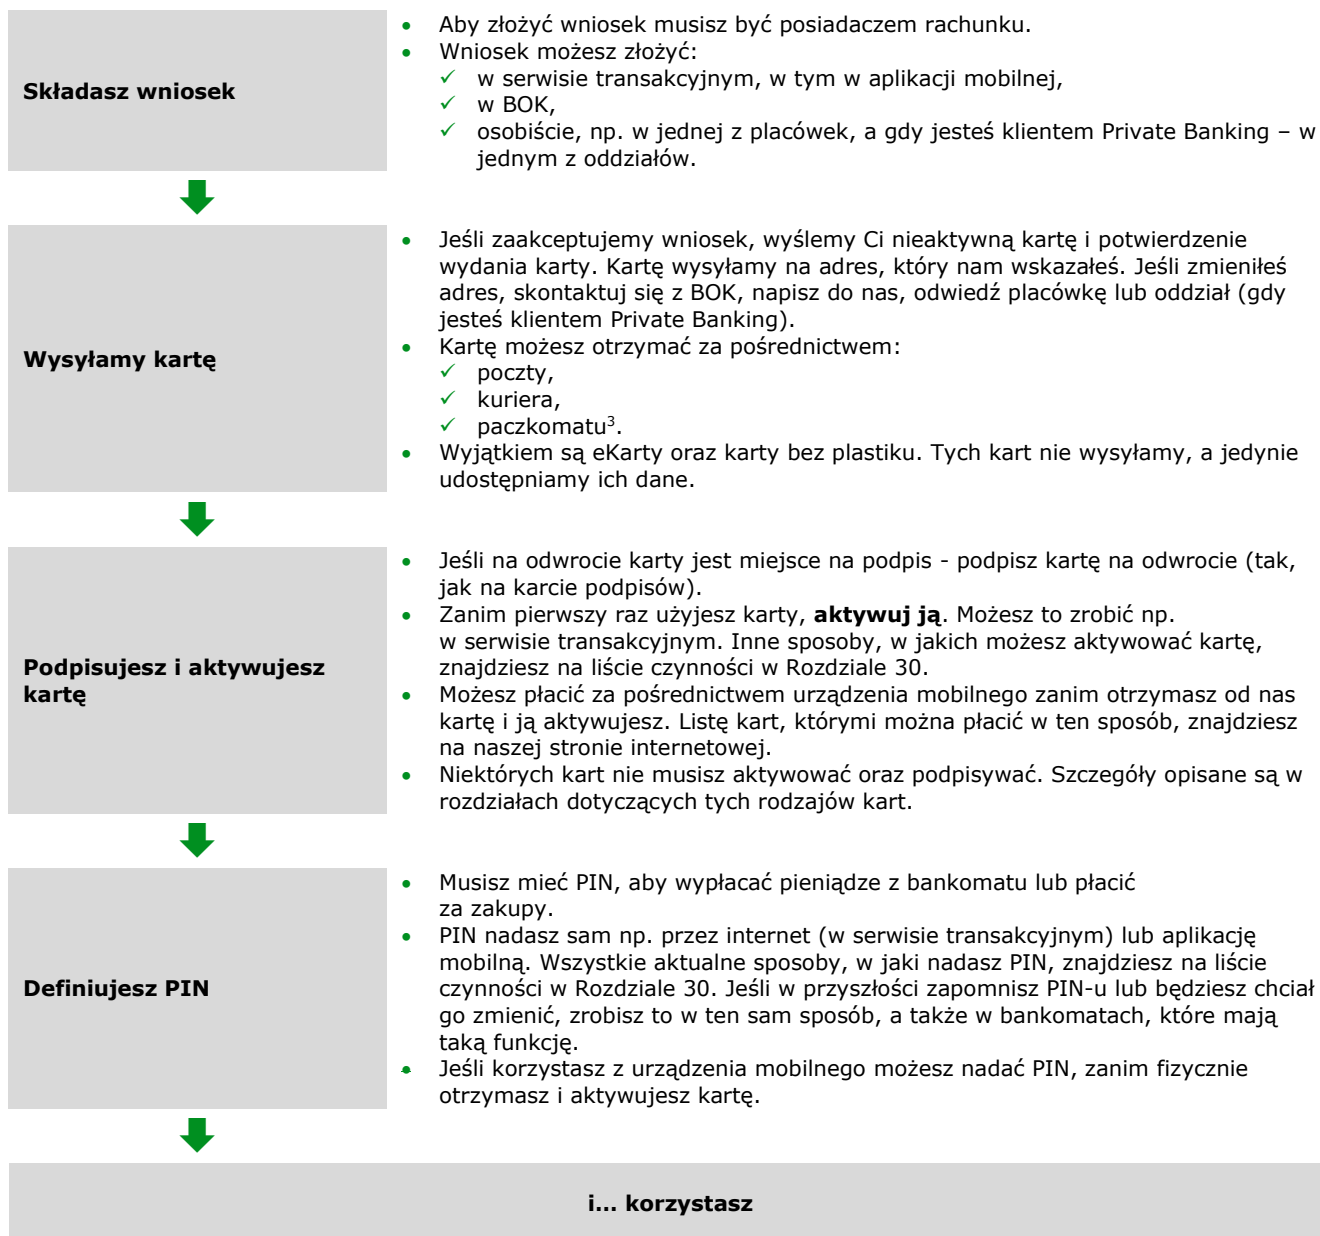 Składasz wniosek
• Aby złożyć wniosek musisz być posiadaczem rachunku.
• Wniosek możesz złożyć:
✓ w serwisie transakcyjnym, w tym w aplikacji mobilnej,
✓ w BOK,
✓ osobiście, np. w jednej z placówek, a gdy jesteś klientem Private Banking – w
jednym z oddziałów.
Wysyłamy kartę
• Jeśli zaakceptujemy wniosek, wyślemy Ci nieaktywną kartę i potwierdzenie
wydania karty. Kartę wysyłamy na adres, który nam wskazałeś. Jeśli zmieniłeś
adres, skontaktuj się z BOK, napisz do nas, odwiedź placówkę lub oddział (gdy
jesteś klientem Private Banking).
• Kartę możesz otrzymać za pośrednictwem:
✓ poczty,
✓ kuriera,
✓ paczkomatu³.
• Wyjątkiem są eKarty oraz karty bez plastiku. Tych kart nie wysyłamy, a jedynie
udostępniamy ich dane.
Podpisujesz i aktywujesz
kartę
• Jeśli na odwrocie karty jest miejsce na podpis - podpisz kartę na odwrocie (tak,
jak na karcie podpisów).
• Zanim pierwszy raz użyjesz karty, aktywuj ją. Możesz to zrobić np.
w serwisie transakcyjnym. Inne sposoby, w jakich możesz aktywować kartę,
znajdziesz na liście czynności w Rozdziale 30.
• Możesz płacić za pośrednictwem urządzenia mobilnego zanim otrzymasz od nas
kartę i ją aktywujesz. Listę kart, którymi można płacić w ten sposób, znajdziesz
na naszej stronie internetowej.
• Niektórych kart nie musisz aktywować oraz podpisywać. Szczegóły opisane są w
rozdziałach dotyczących tych rodzajów kart.
Definiujesz PIN
• Musisz mieć PIN, aby wypłacać pieniądze z bankomatu lub płacić
za zakupy.
• PIN nadasz sam np. przez internet (w serwisie transakcyjnym) lub aplikację
mobilną. Wszystkie aktualne sposoby, w jaki nadasz PIN, znajdziesz na liście
czynności w Rozdziale 30. Jeśli w przyszłości zapomnisz PIN-u lub będziesz chciał
go zmienić, zrobisz to w ten sam sposób, a także w bankomatach, które mają
taką funkcję.
• Jeśli korzystasz z urządzenia mobilnego możesz nadać PIN, zanim fizycznie
otrzymasz i aktywujesz kartę.
i… korzystasz